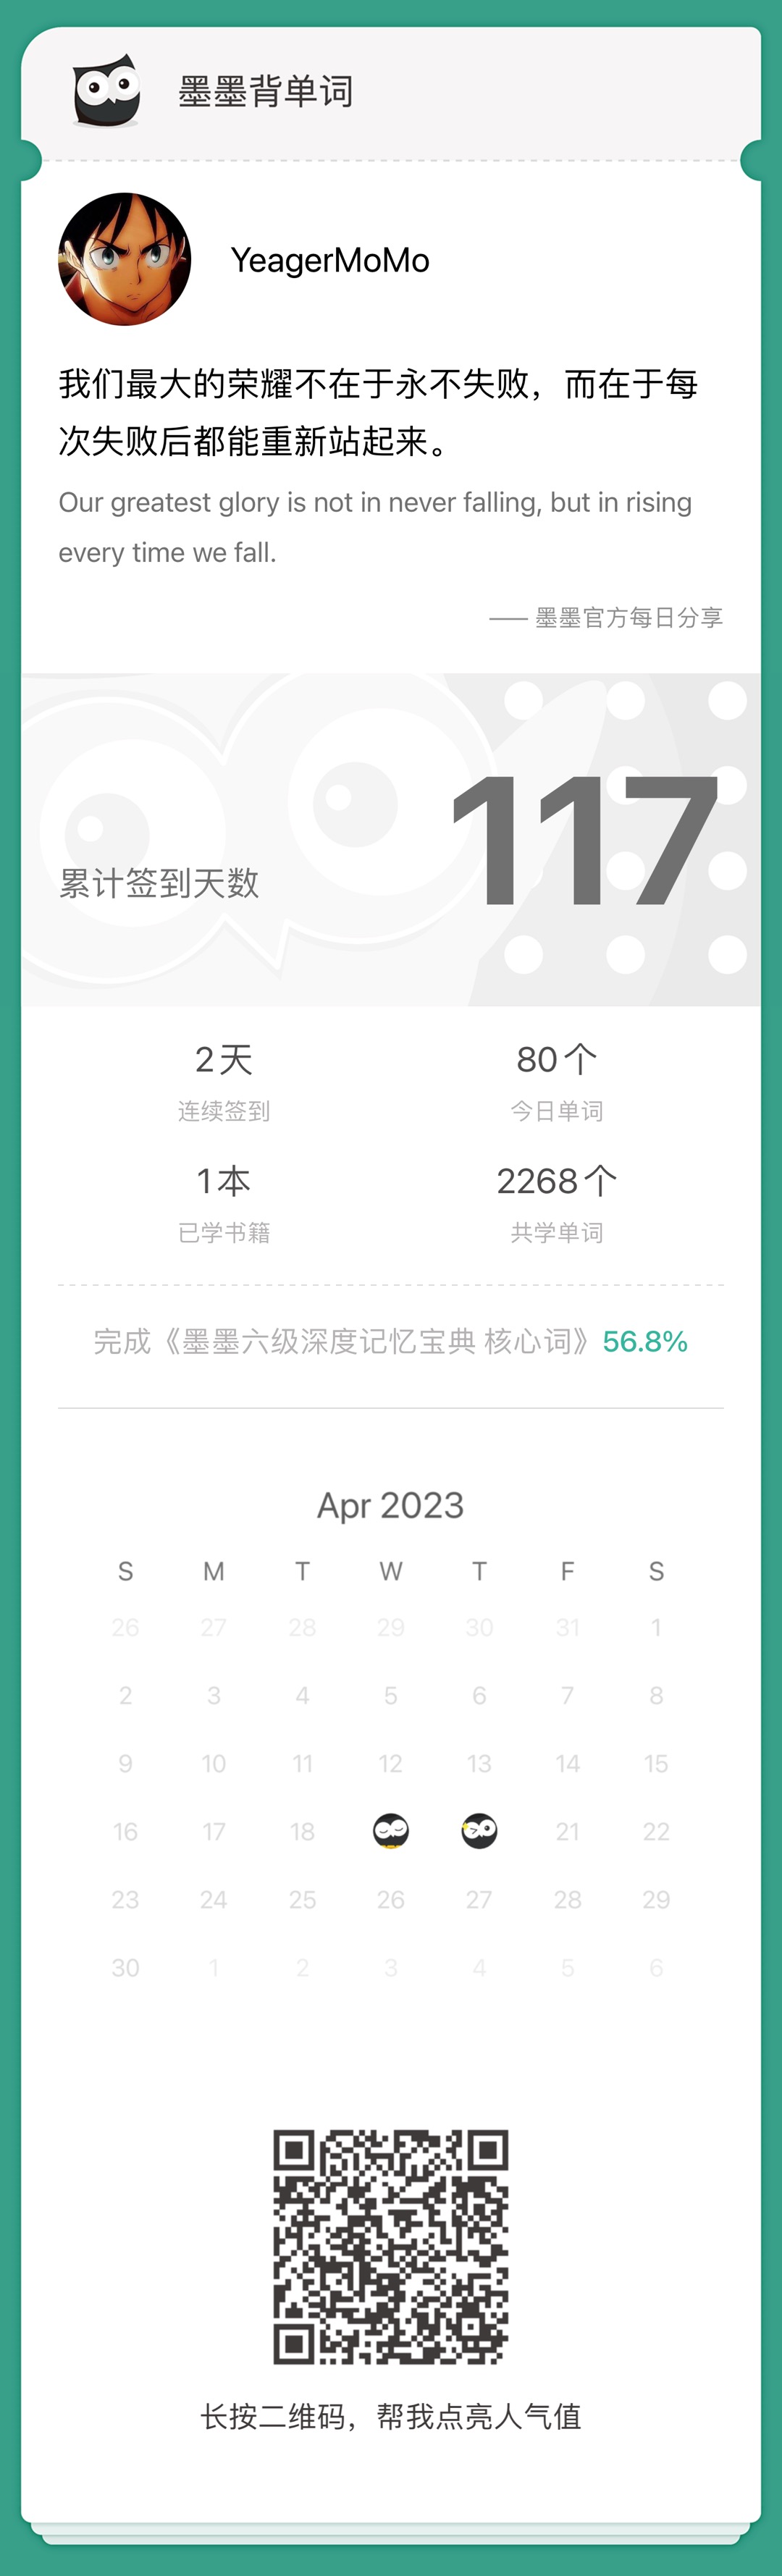 墨墨背单词
YeagerMoMo
我们最大的荣耀不在于永不失败，而在于每
次失败后都能重新站起来。
Our greatest glory is not in never falling, but in rising
every time we fall.
—— 墨墨官方每日分享
117
累计签到天数
2天 80个
连续签到 今日单词
1本 2268个
已学书籍 共学单词
完成《墨墨六级深度记忆宝典 核心词》56.8%
Apr 2023
S M T W T F S
26 27 28 29 30 31 1
2 3 4 5 6 7 8
9 10 11 12 13 14 15
16 17 18 21 22
23 24 25 26 27 28 29
30 1 2 3 4 5 6
长按二维码，帮我点亮人气值